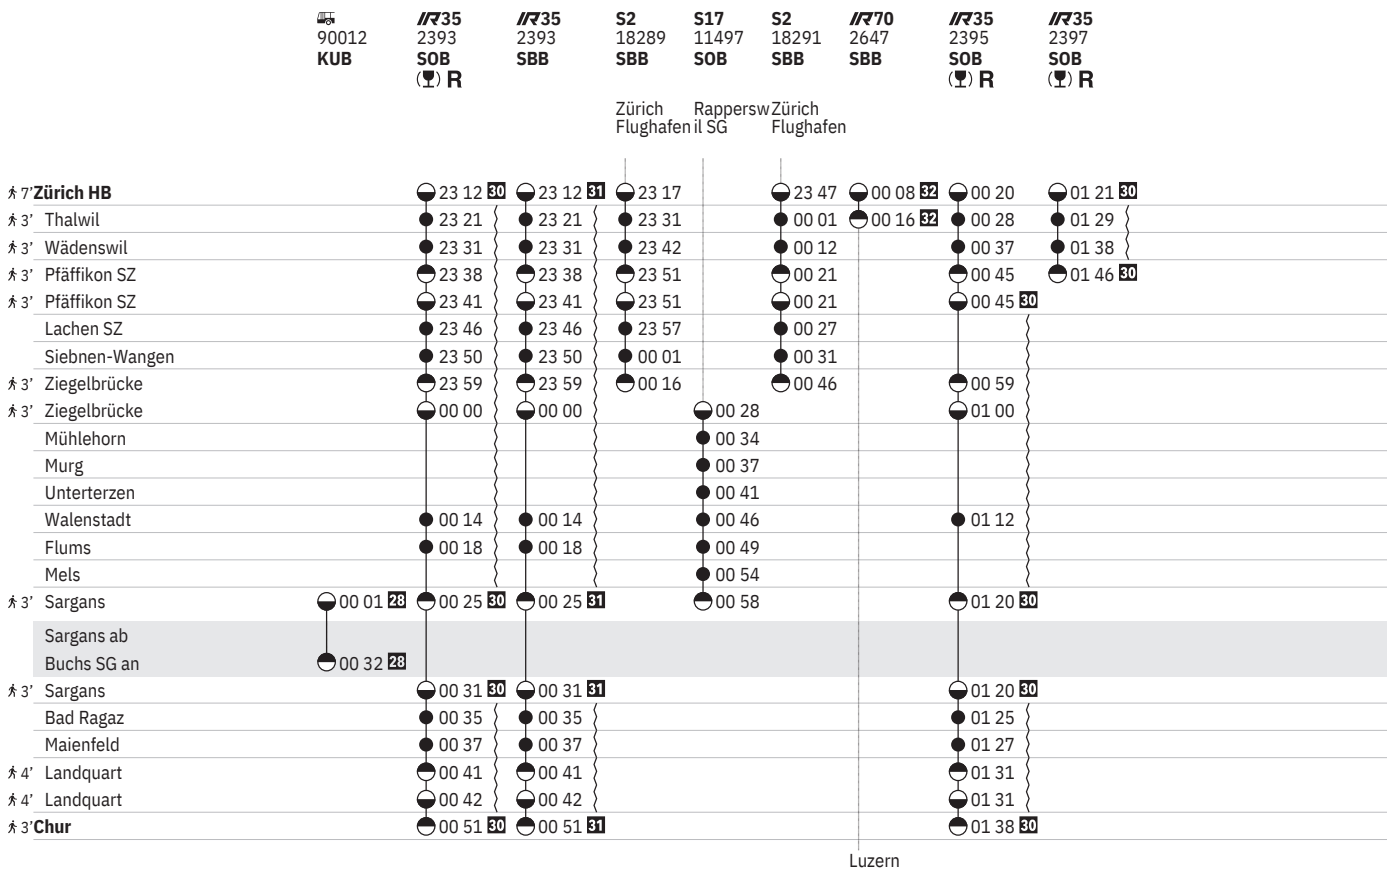 IR35 IR35 S2 S17 S2 IR70 IR35 IR35
90012 2393 2393 18289 11497 18291 2647 2395 2397
KUB SOB SBB SBB SOB SBB SBB SOB SOB
R R R
Zürich Rappersw Zürich
Flughafen il SG Flughafen
7' Zürich HB 23 12 30 23 12 31 23 17 23 47 00 08 32 00 20 01 21 30
3' Thalwil 23 21 23 21 23 31 00 01 00 16 32 00 28 01 29
3' Wädenswil 23 31 23 31 23 42 00 12 00 37 01 38
3' Pfäffikon SZ 23 38 23 38 23 51 00 21 00 45 01 46 30
3' Pfäffikon SZ 23 41 23 41 23 51 00 21 00 45 30
Lachen SZ 23 46 23 46 23 57 00 27
Siebnen-Wangen 23 50 23 50 00 01 00 31
3' Ziegelbrücke 23 59 23 59 00 16 00 46 00 59
3' Ziegelbrücke 00 00 00 00 00 28 01 00
Mühlehorn 00 34
Murg 00 37
Unterterzen 00 41
Walenstadt 00 14 00 14 00 46 01 12
Flums 00 18 00 18 00 49
Mels 00 54
3' Sargans 00 01 28 00 25 30 00 25 31 00 58 01 20 30
Sargans ab
Buchs SG an 00 32 28
3' Sargans 00 31 30 00 31 31 01 20 30
Bad Ragaz 00 35 00 35 01 25
Maienfeld 00 37 00 37 01 27
4' Landquart 00 41 00 41 01 31
4' Landquart 00 42 00 42 01 31
3' Chur 00 51 30 00 51 31 01 38 30
Luzern